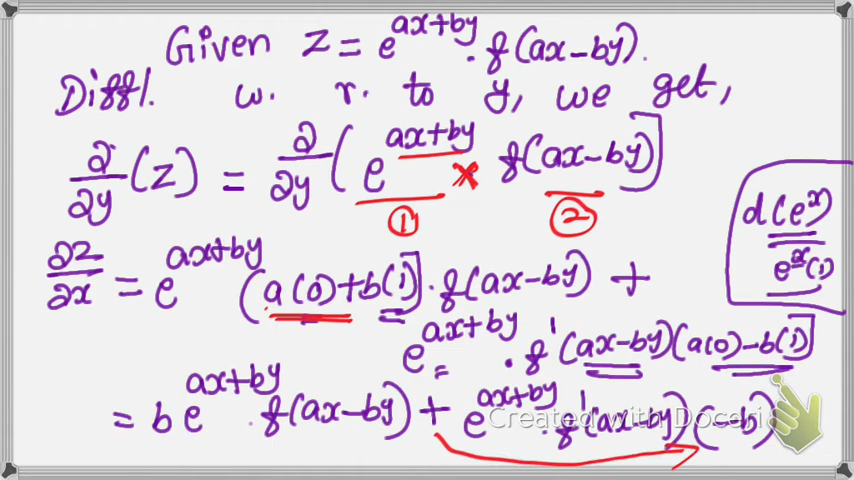 Given z = e^{ax+by} · f(ax-by).
Diffl. w. r. to y, we get,
∂/∂y (z) = ∂/∂y (e^{ax+by} × f(ax-by)]
① ②
d(e^x)
e^x(1)
∂z/∂x = e^{ax+by} (a(0)+b(1)] · f(ax-by) +
e^{ax+by} · f'(ax-by)(a(0)-b(1)]
= b e^{ax+by} · f(ax-by) + e^{ax+by} · f'(ax-by)(-b)
Created with Doceri